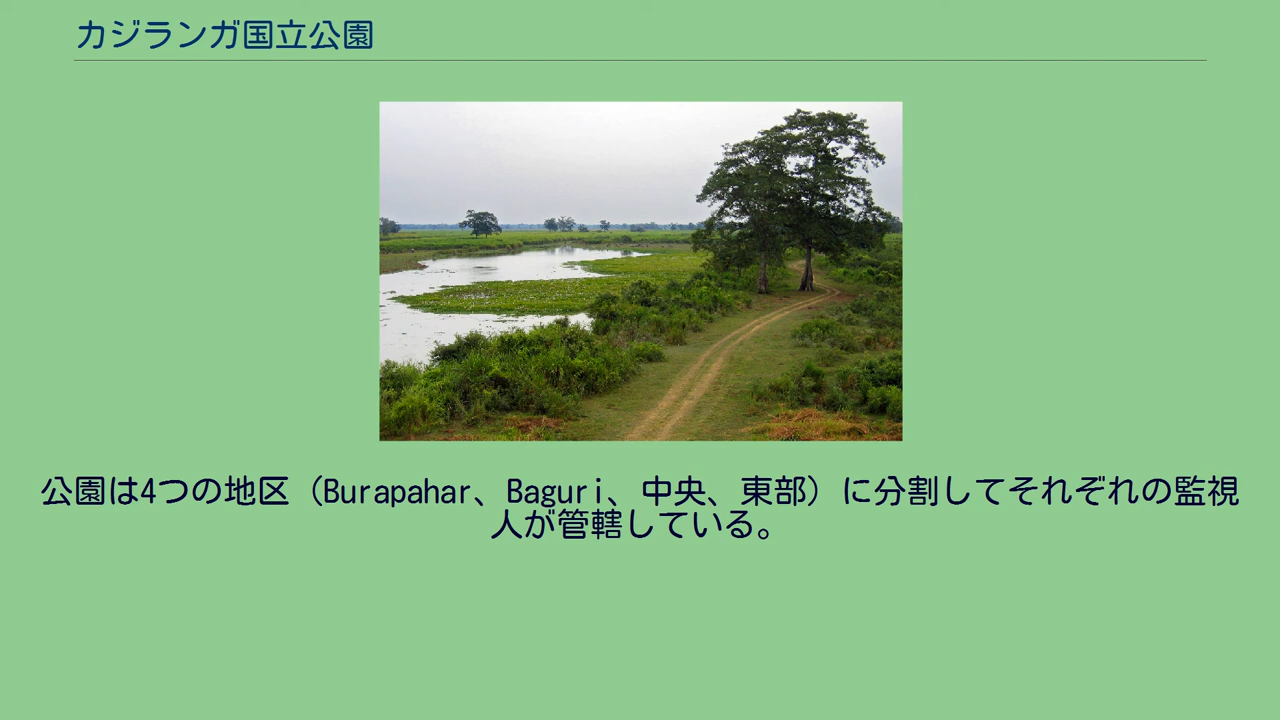 カジランガ国立公園
公園は4つの地区（Burapahar、Baguri、中央、東部）に分割してそれぞれの監視
人が管轄している。